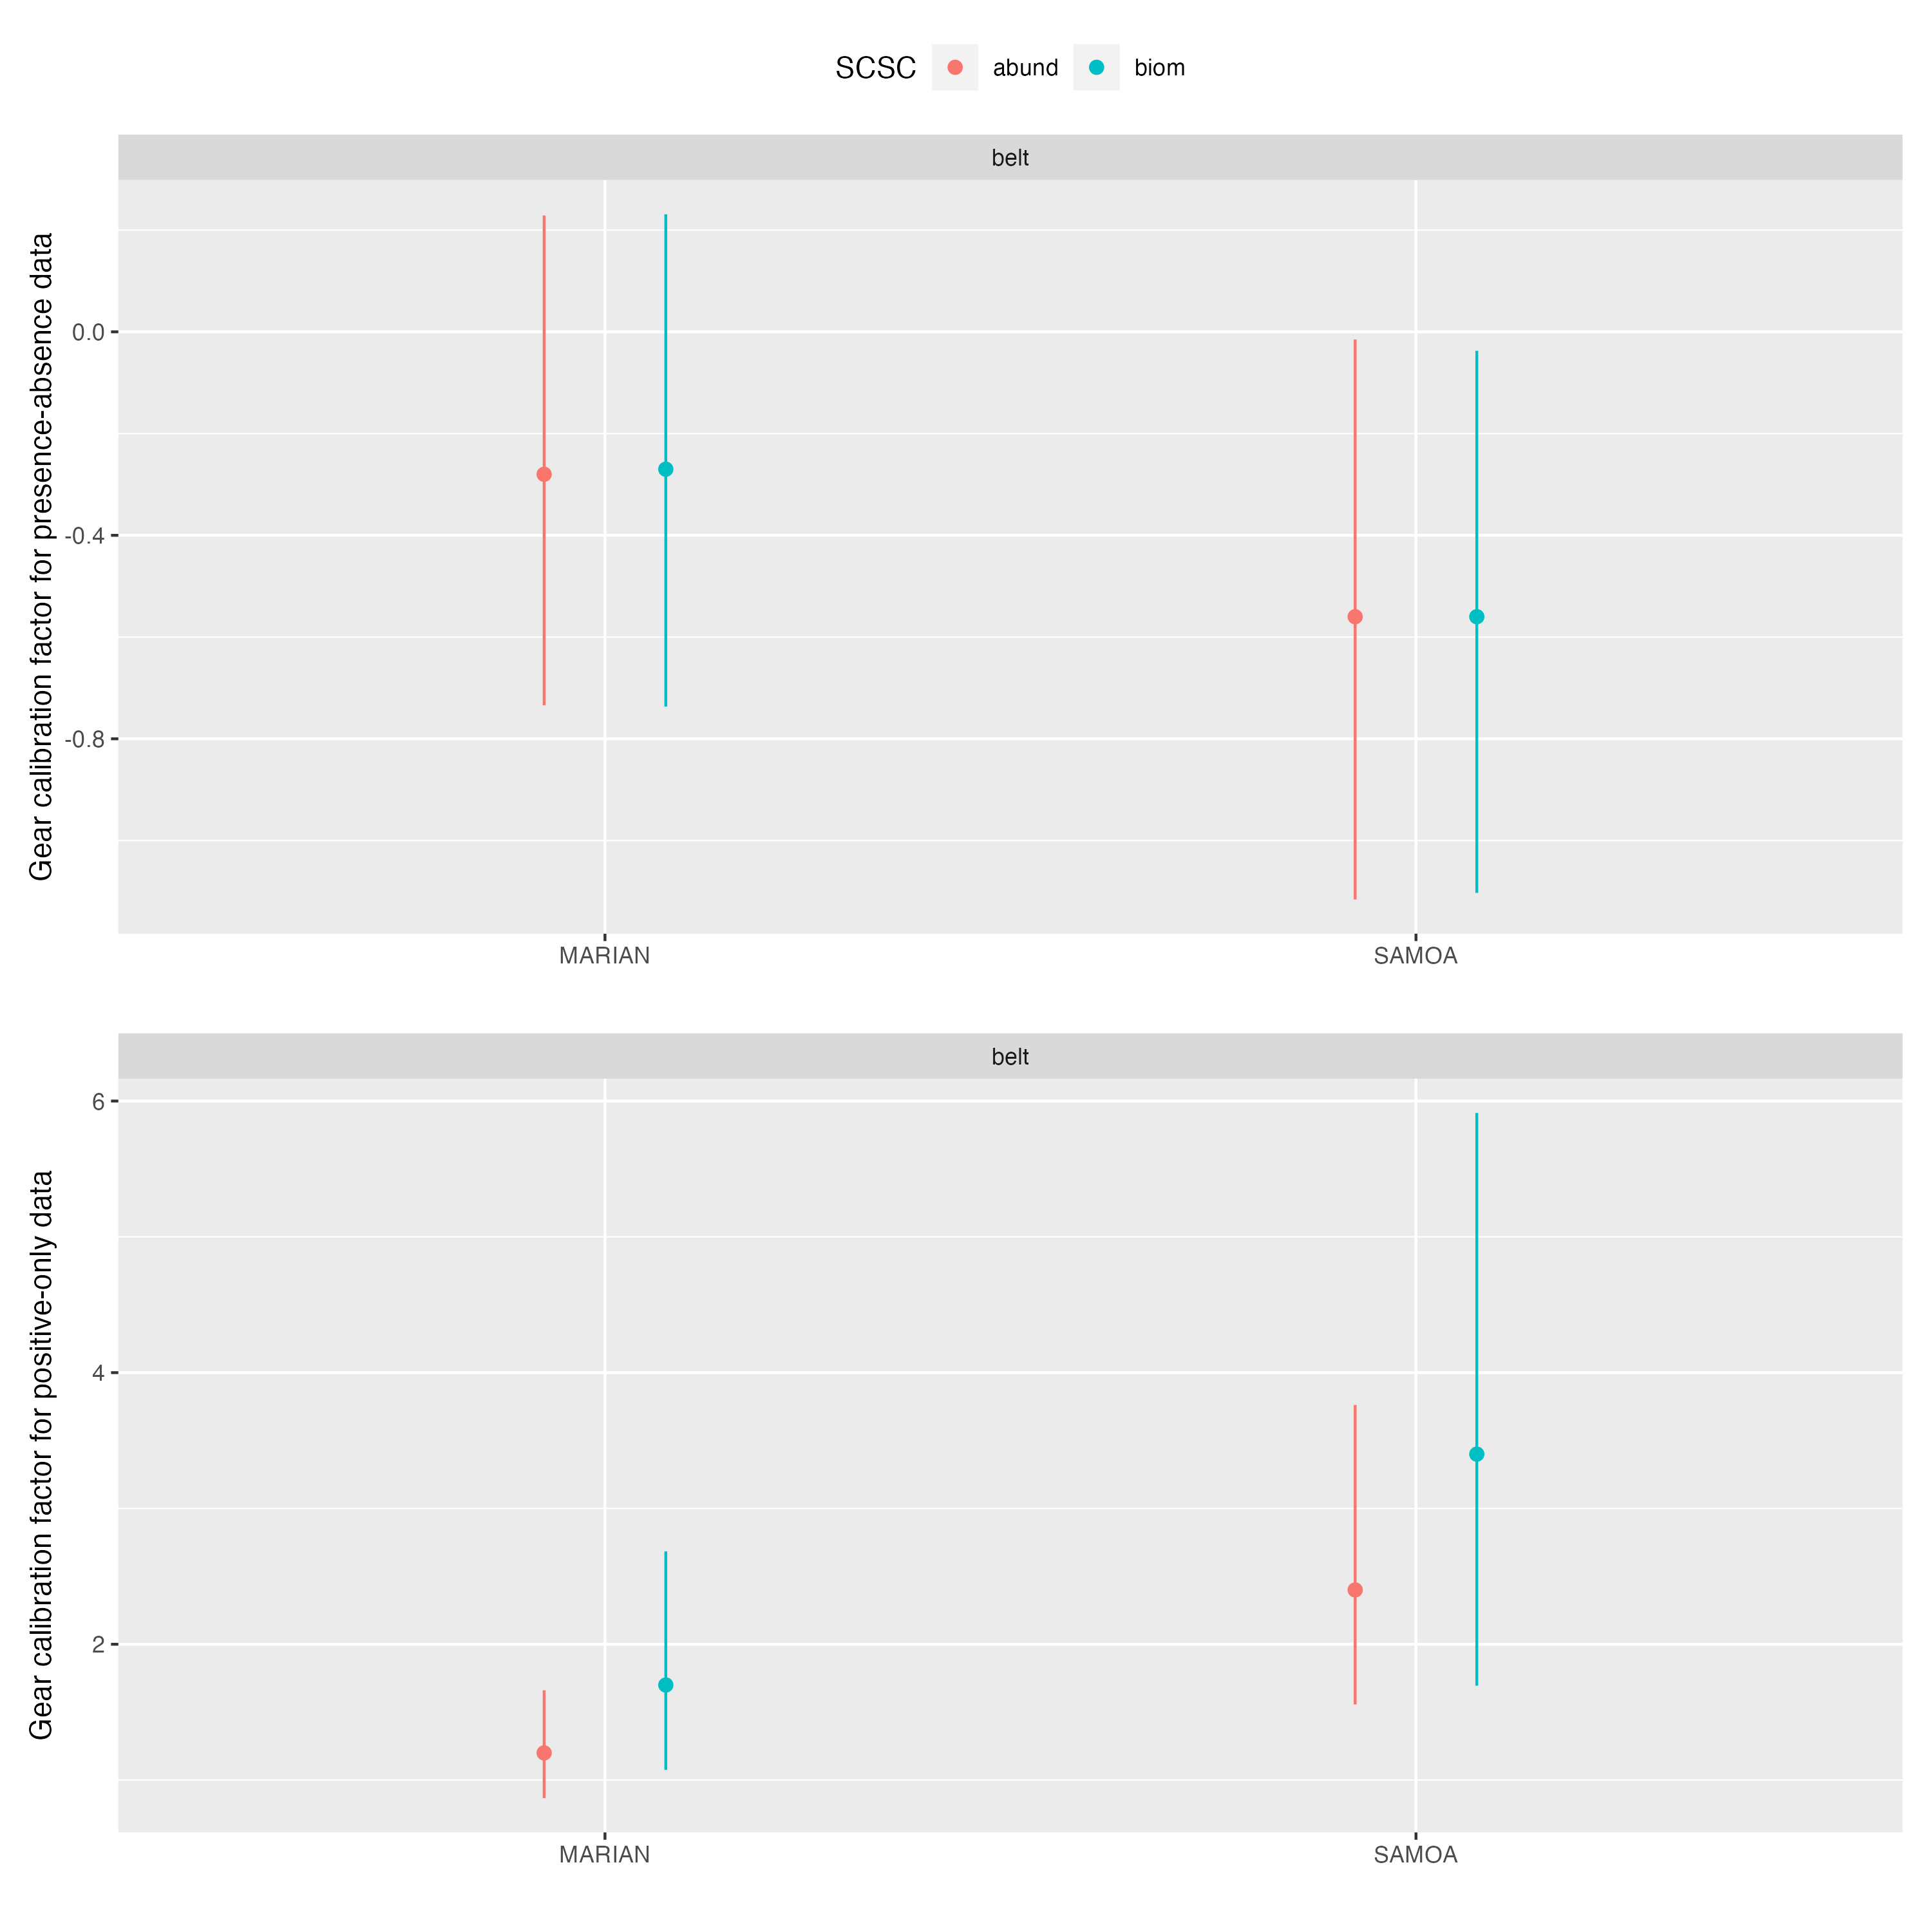 SCSC abund biom
belt
Gear calibration factor for presence-absence data
0.0
-0.4
-0.8
MARIAN SAMOA
belt
Gear calibration factor for positive-only data
6
4
2
MARIAN SAMOA